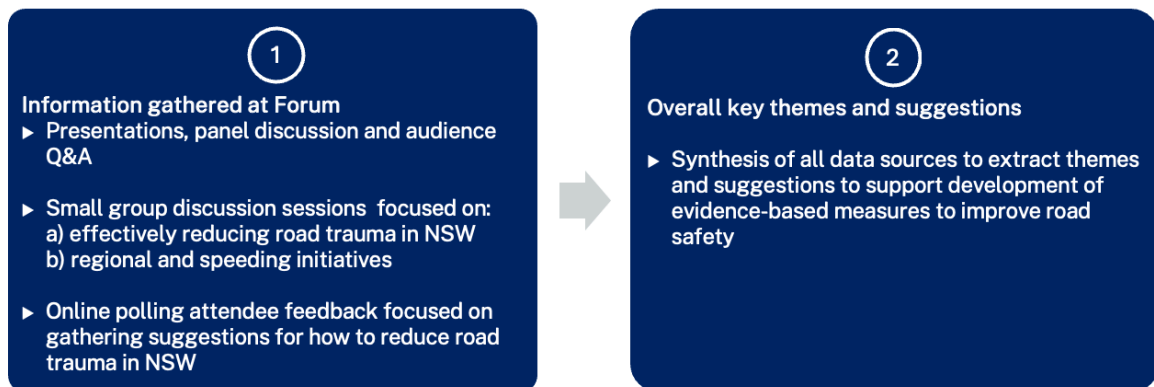 1
Information gathered at Forum
▶ Presentations, panel discussion and audience
Q&A
▶ Small group discussion sessions focused on:
a) effectively reducing road trauma in NSW
b) regional and speeding initiatives
▶ Online polling attendee feedback focused on
gathering suggestions for how to reduce road
trauma in NSW
2
Overall key themes and suggestions
▶ Synthesis of all data sources to extract themes
and suggestions to support development of
evidence-based measures to improve road
safety